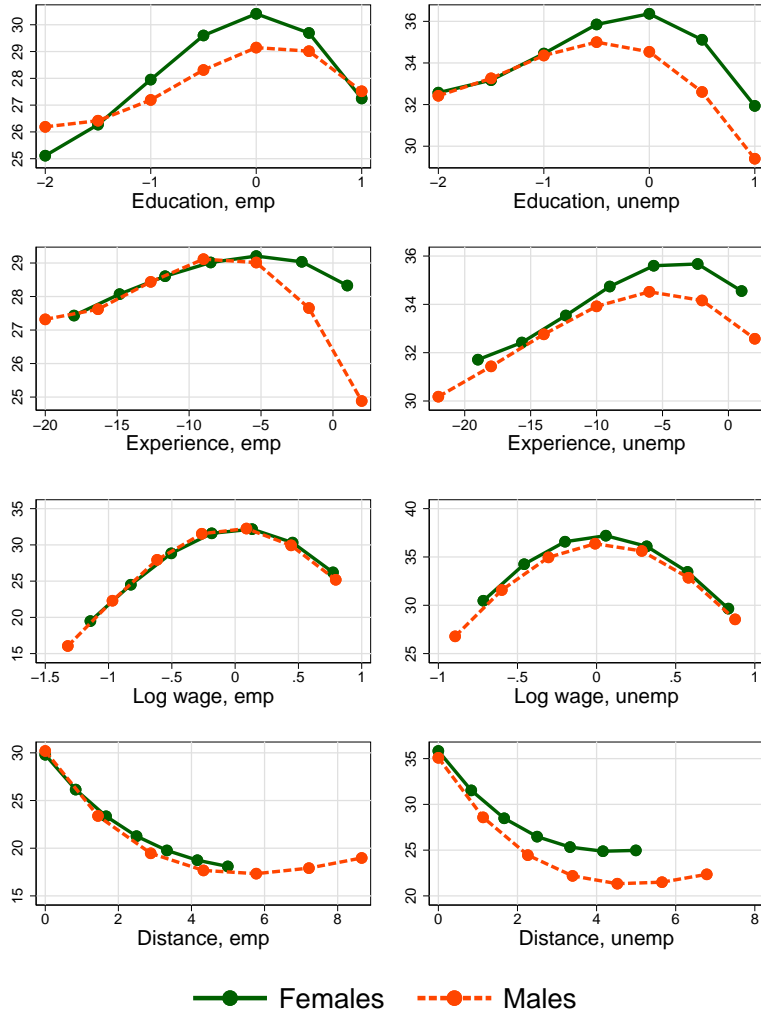 25 26 27 28 29 30
−2 −1 0 1
Education, emp
30 32 34 36
−2 −1 0 1
Education, unemp
25 27 28 29
−20 −15 −10 −5 0
Experience, emp
30 32 34 36
−20 −15 −10 −5 0
Experience, unemp
15 20 25 30 35
−1.5 −1 −.5 0 .5 1
Log wage, emp
25 30 35 40
−1 −.5 0 .5 1
Log wage, unemp
15 20 25 30
0 2 4 6 8
Distance, emp
20 25 30 35
0 2 4 6 8
Distance, unemp
Females Males